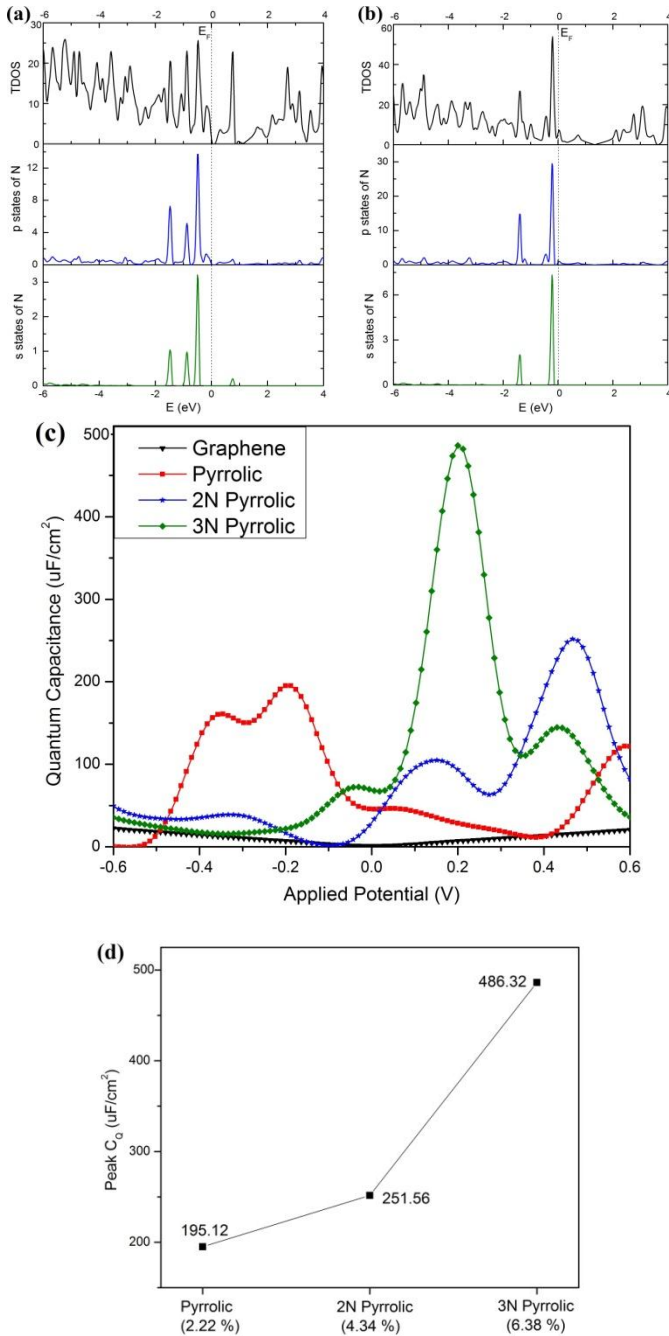 (a)
-6 -4 -2 0 2 4
E_F
TDOS
30
20
10
0
p states of N
12
8
4
0
s states of N
3
2
1
0
-6 -4 -2 0 2 4
E (eV)
(b)
-6 -4 -2 0 2 4
E_F
TDOS
60
40
20
0
p states of N
30
20
10
0
s states of N
6
3
0
-6 -4 -2 0 2 4
E (eV)
(c)
Graphene
Pyrrolic
2N Pyrrolic
3N Pyrrolic
Quantum Capacitance (uF/cm²)
500
400
300
200
100
0
-0.6 -0.4 -0.2 0.0 0.2 0.4 0.6
Applied Potential (V)
(d)
Peak C_Q (uF/cm²)
500
400
300
200
486.32
251.56
195.12
Pyrrolic 2N Pyrrolic 3N Pyrrolic
(2.22 %) (4.34 %) (6.38 %)